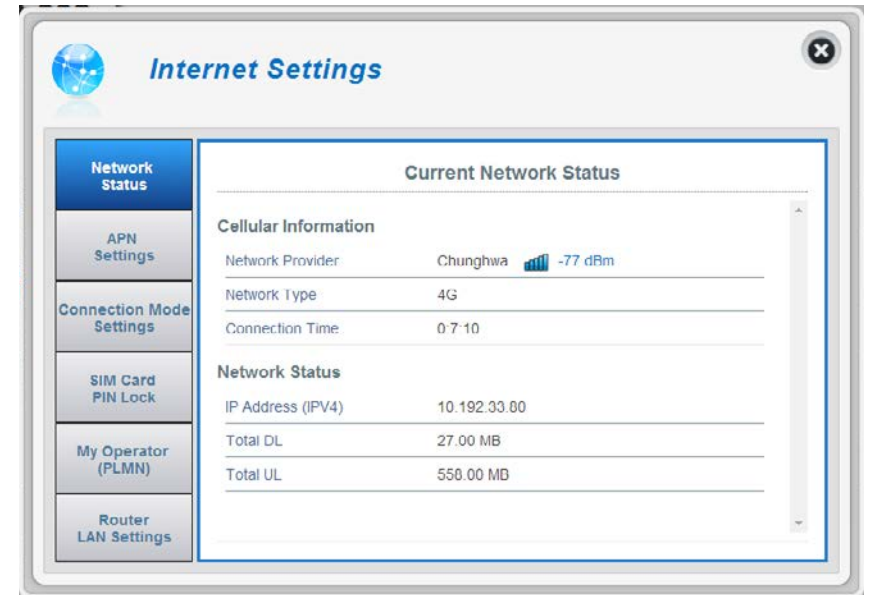 Internet Settings
Network
Status
APN
Settings
Connection Mode
Settings
SIM Card
PIN Lock
My Operator
(PLMN)
Router
LAN Settings
Current Network Status
Cellular Information
Network Provider Chunghwa -77 dBm
Network Type 4G
Connection Time 0:7:10
Network Status
IP Address (IPV4) 10.192.33.80
Total DL 27.00 MB
Total UL 558.00 MB